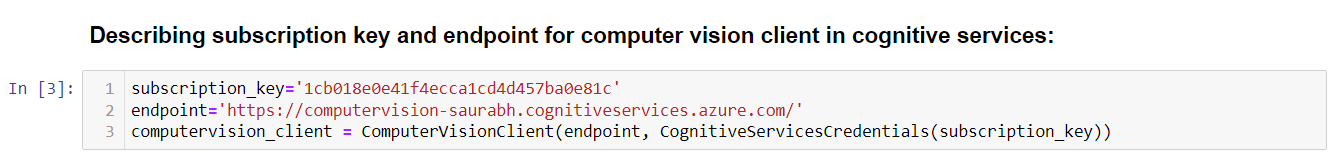 Describing subscription key and endpoint for computer vision client in cognitive services:
In [3]:
1 subscription_key='1cb018e0e41f4ecca1cd4d457ba0e81c'
2 endpoint='https://computervision-saurabh.cognitiveservices.azure.com/'
3 computervision_client = ComputerVisionClient(endpoint, CognitiveServicesCredentials(subscription_key))